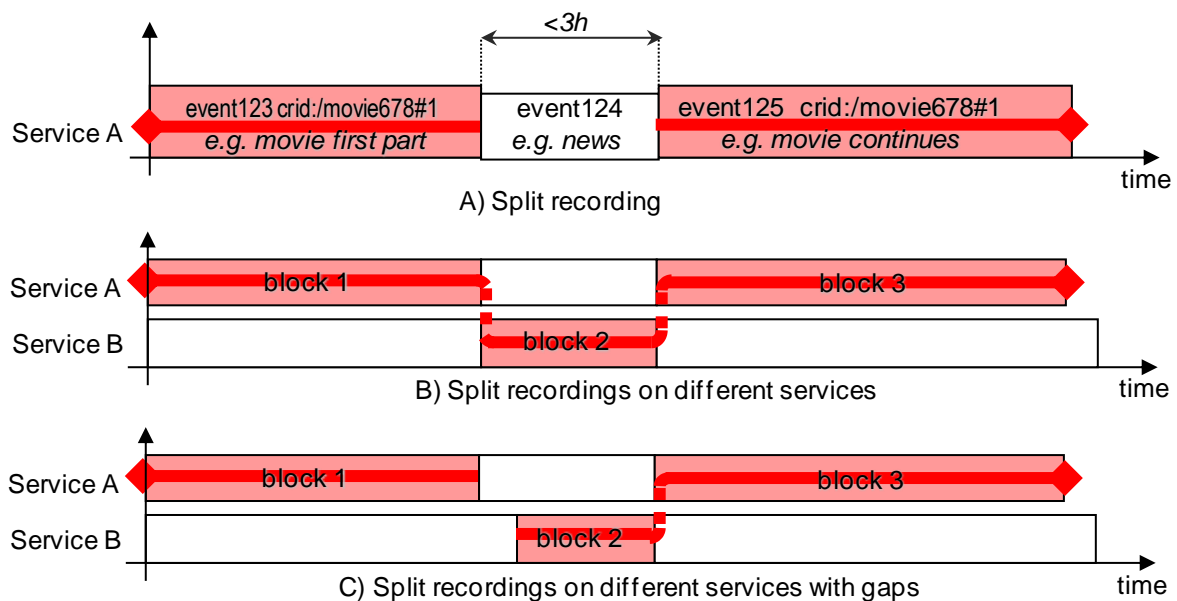 <3h
event123 crid:/movie678#1 event124 event125 crid:/movie678#1
Service A
e.g. movie first part e.g. news e.g. movie continues
time
A) Split recording
Service A block 1 block 3
Service B block 2
time
B) Split recordings on different services
Service A block 1 block 3
Service B block 2
time
C) Split recordings on different services with gaps